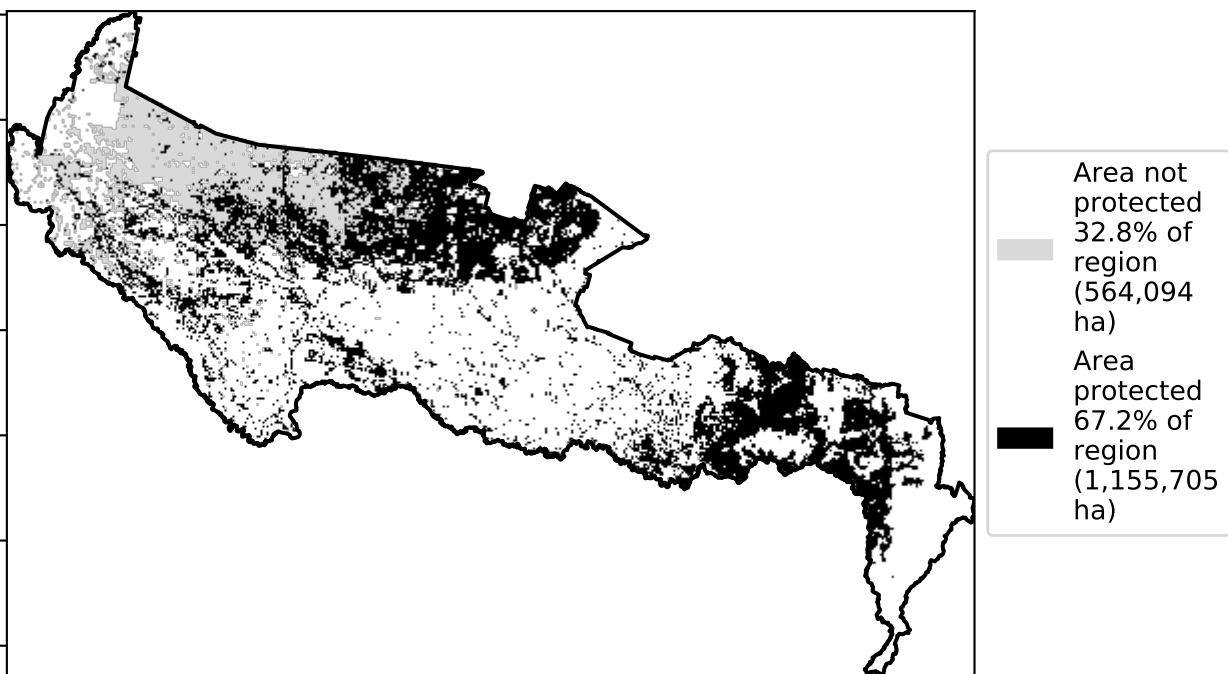 Area not
protected
32.8% of
region
(564,094
ha)
Area
protected
67.2% of
region
(1,155,705
ha)